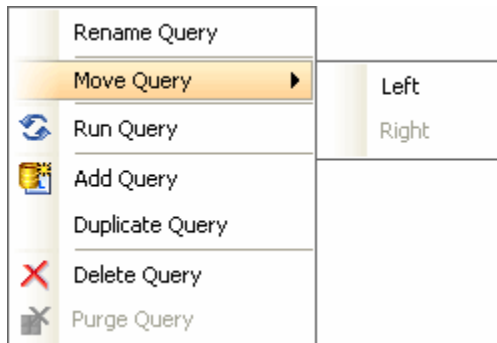 Rename Query
Move Query
Left
Right
Run Query
Add Query
Duplicate Query
Delete Query
Purge Query